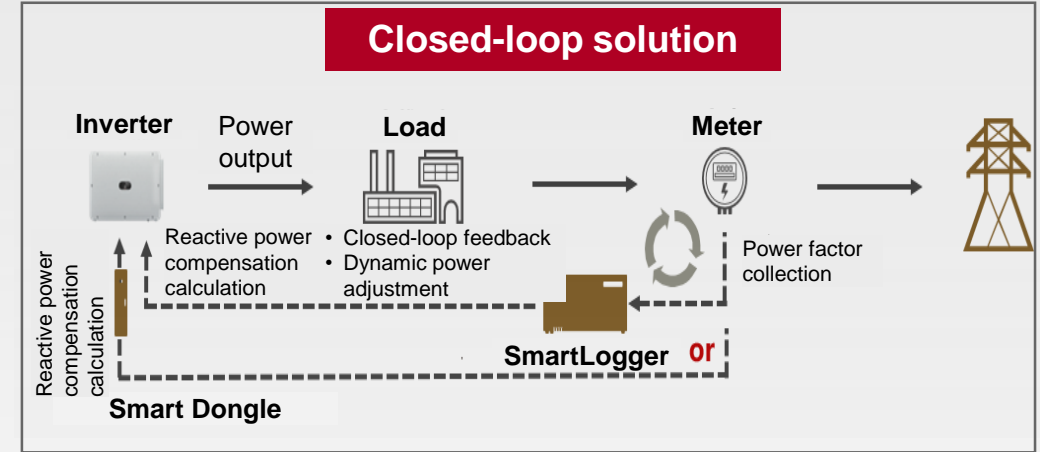 Closed-loop solution
Inverter
Power
output
Load
Meter
Reactive power
compensation
calculation
• Closed-loop feedback
• Dynamic power
adjustment
Power factor
collection
Reactive power
compensation
calculation
SmartLogger
or
Smart Dongle